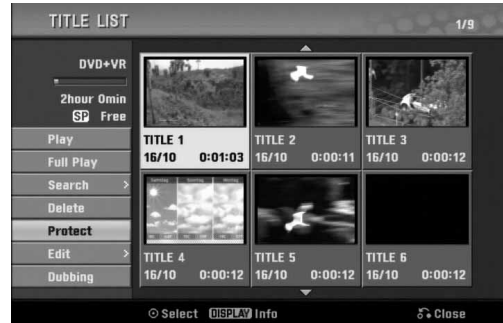 TITLE LIST
1/9
DVD+VR
2hour 0min
SP Free
Play
Full Play
Search >
Delete
Protect
Edit >
Dubbing
TITLE 1
16/10 0:01:03
TITLE 2
16/10 0:00:11
TITLE 3
16/10 0:00:12
TITLE 4
16/10 0:00:12
TITLE 5
16/10 0:00:12
TITLE 6
16/10 0:00:12
Select DISPLAY Info
Close